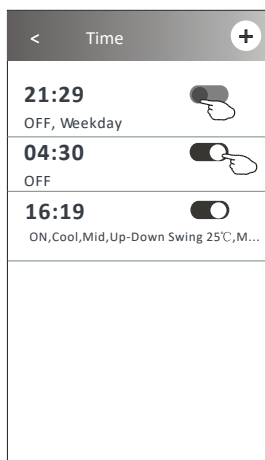 < Time +
21:29
OFF, Weekday
04:30
OFF
16:19
ON,Cool,Mid,Up-Down Swing 25℃,M...